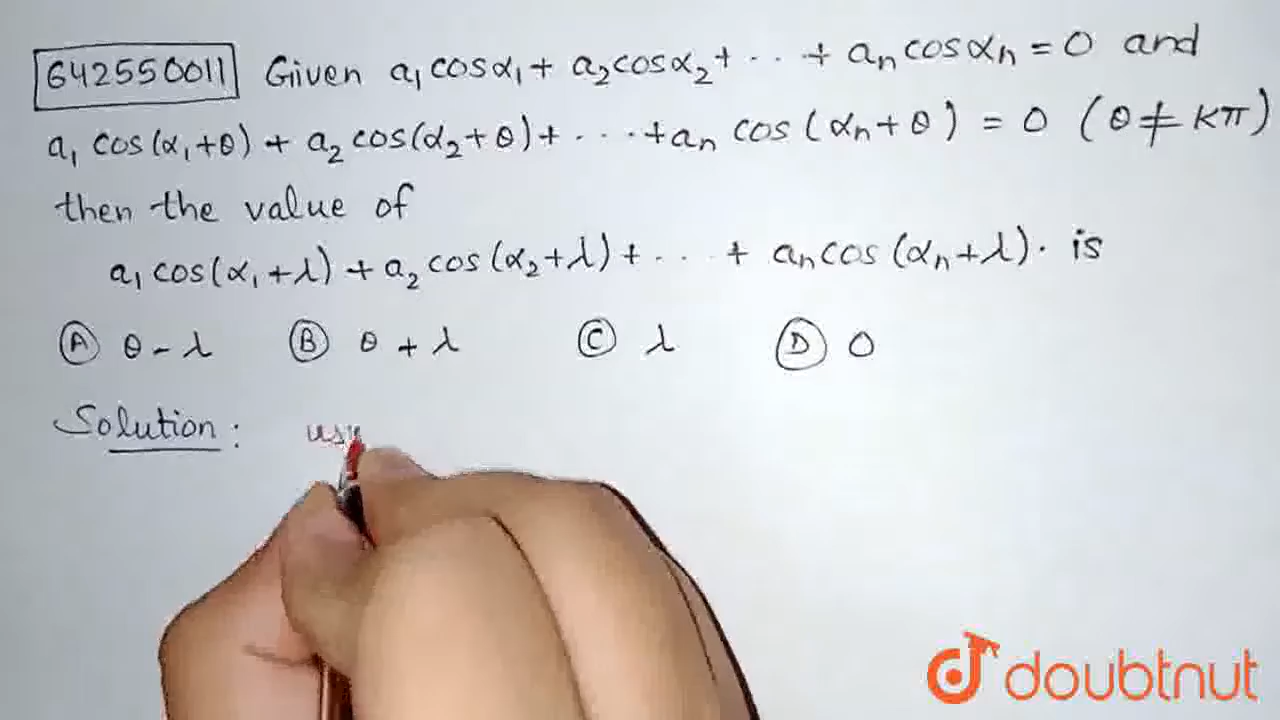 642550011 Given a₁cosα₁ + a₂cosα₂ + ·· + aₙcosαₙ = 0 and
a₁ cos(α₁+θ) + a₂ cos(α₂+θ) + ···· + aₙ cos(αₙ+θ) = 0 (θ ≠ Kπ)
then the value of
a₁ cos(α₁+λ) + a₂ cos(α₂+λ) + ··· + aₙ cos(αₙ+λ). is
(A) θ - λ (B) θ + λ (C) λ (D) 0
Solution :
doubtnut